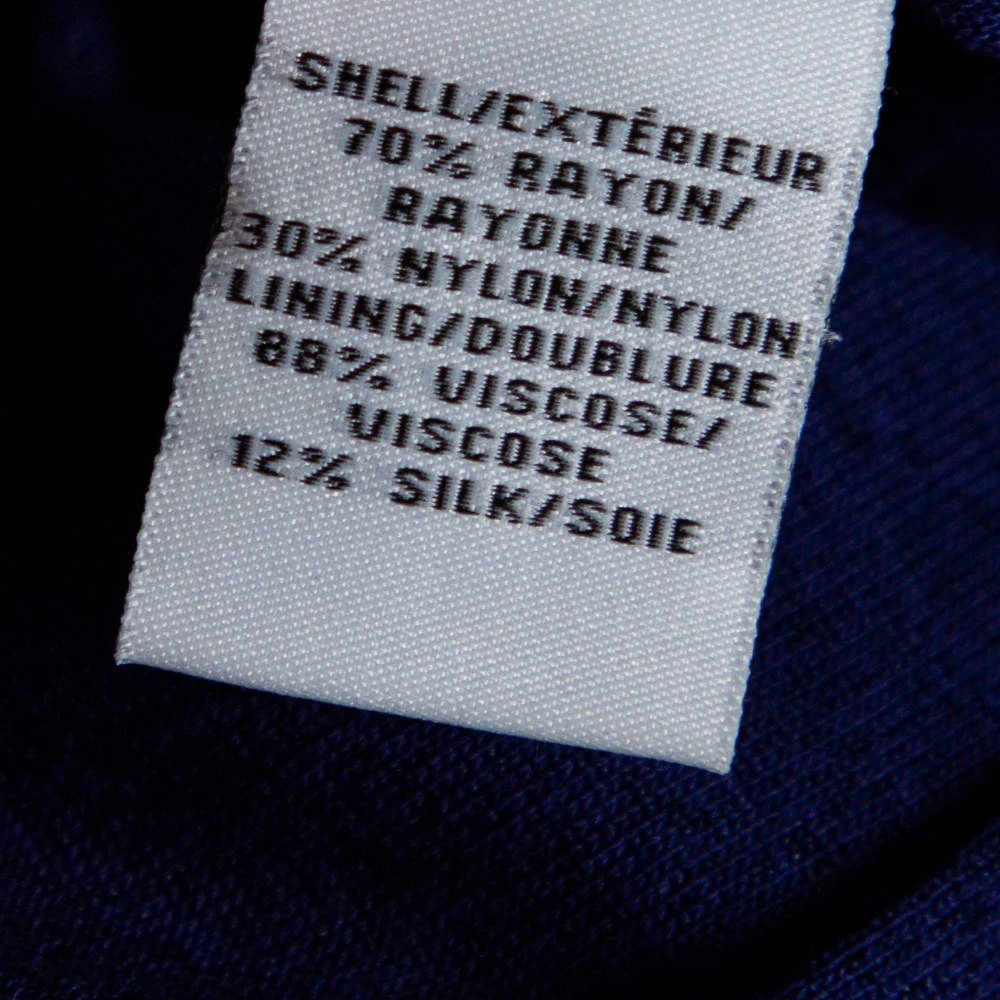 SHELL/EXTÉRIEUR
70% RAYON/
RAYONNE
30% NYLON/NYLON
LINING/DOUBLURE
88% VISCOSE/
VISCOSE
12% SILK/SOIE